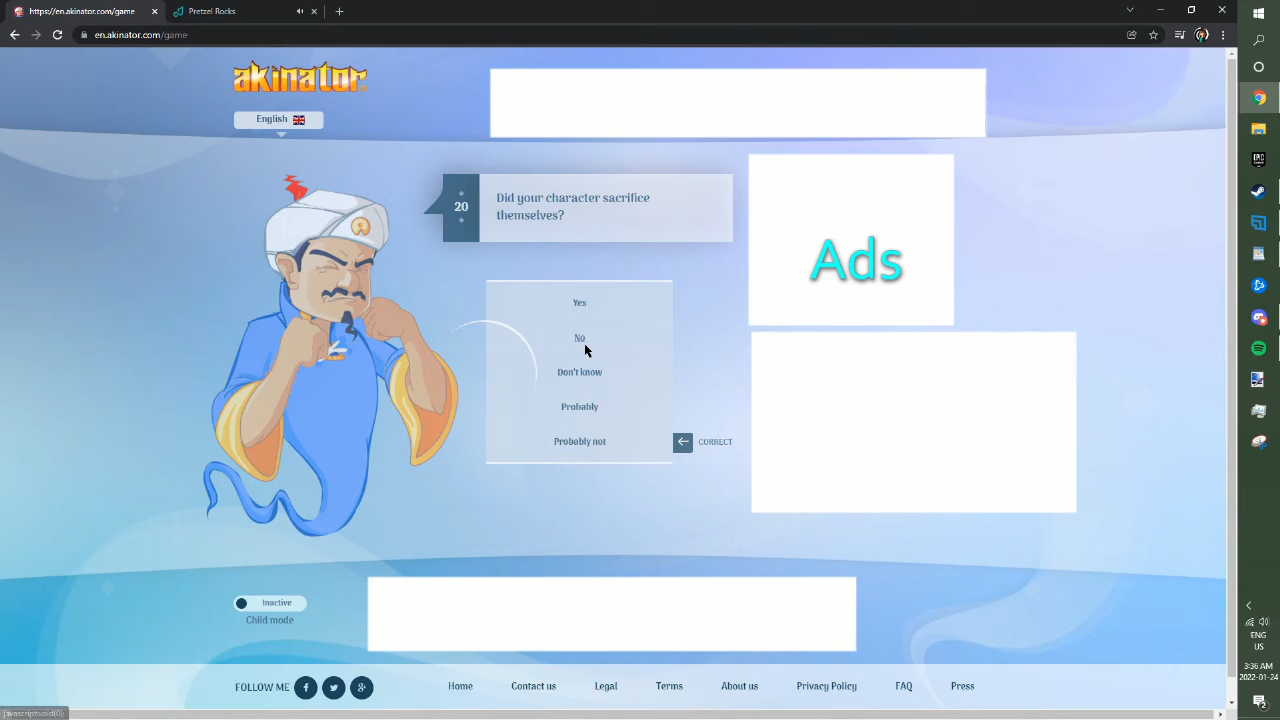 https://en.akinator.com/game
Pretzel Rocks
en.akinator.com/game
akinator
English
20
Did your character sacrifice
themselves?
Ads
Yes
No
Don't know
Probably
Probably not
CORRECT
Inactive
Child mode
FOLLOW ME
Home
Contact us
Legal
Terms
About us
Privacy Policy
FAQ
Press
javascript:void(0);
ENG
US
3:36 AM
2022-01-24